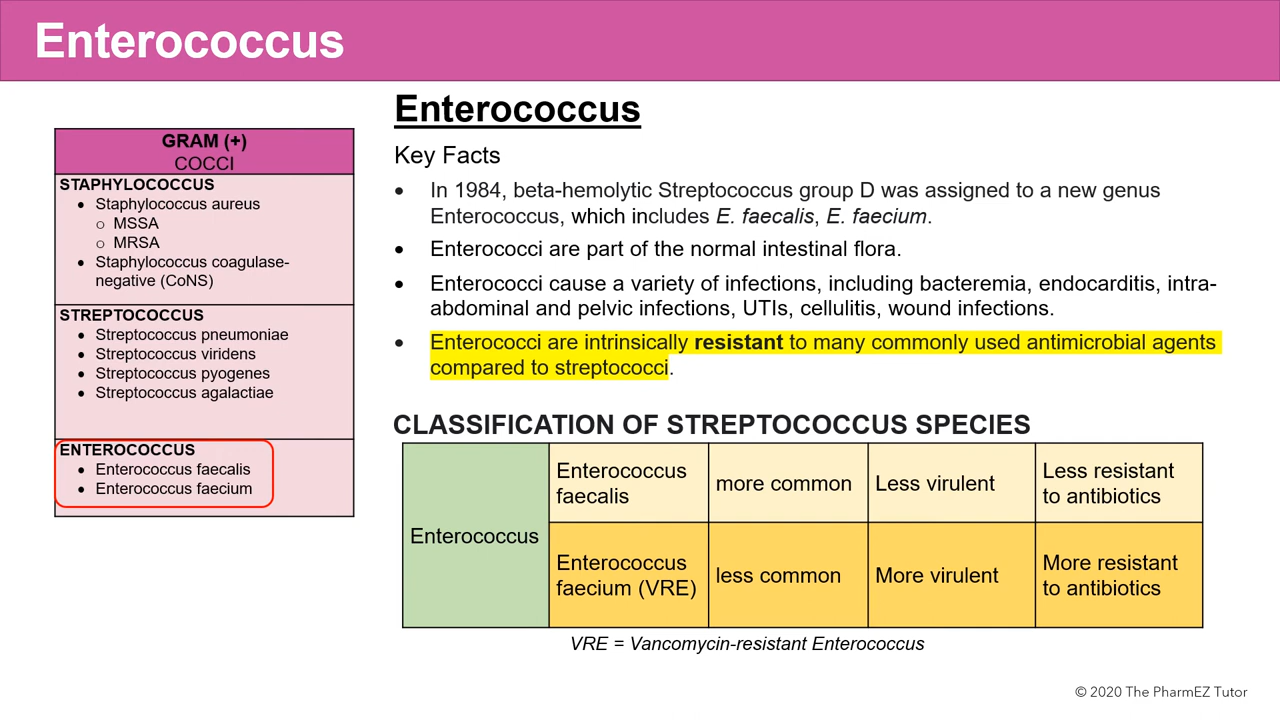 Enterococcus
GRAM (+)
COCCI
STAPHYLOCOCCUS
• Staphylococcus aureus
○ MSSA
○ MRSA
• Staphylococcus coagulase-
negative (CoNS)
STREPTOCOCCUS
• Streptococcus pneumoniae
• Streptococcus viridens
• Streptococcus pyogenes
• Streptococcus agalactiae
ENTEROCOCCUS
• Enterococcus faecalis
• Enterococcus faecium
Enterococcus
Key Facts
• In 1984, beta-hemolytic Streptococcus group D was assigned to a new genus
Enterococcus, which includes E. faecalis, E. faecium.
• Enterococci are part of the normal intestinal flora.
• Enterococci cause a variety of infections, including bacteremia, endocarditis, intra-
abdominal and pelvic infections, UTIs, cellulitis, wound infections.
• Enterococci are intrinsically resistant to many commonly used antimicrobial agents
compared to streptococci.
CLASSIFICATION OF STREPTOCOCCUS SPECIES
Enterococcus
Enterococcus
faecalis
more common
Less virulent
Less resistant
to antibiotics
Enterococcus
faecium (VRE)
less common
More virulent
More resistant
to antibiotics
VRE = Vancomycin-resistant Enterococcus
© 2020 The PharmEZ Tutor